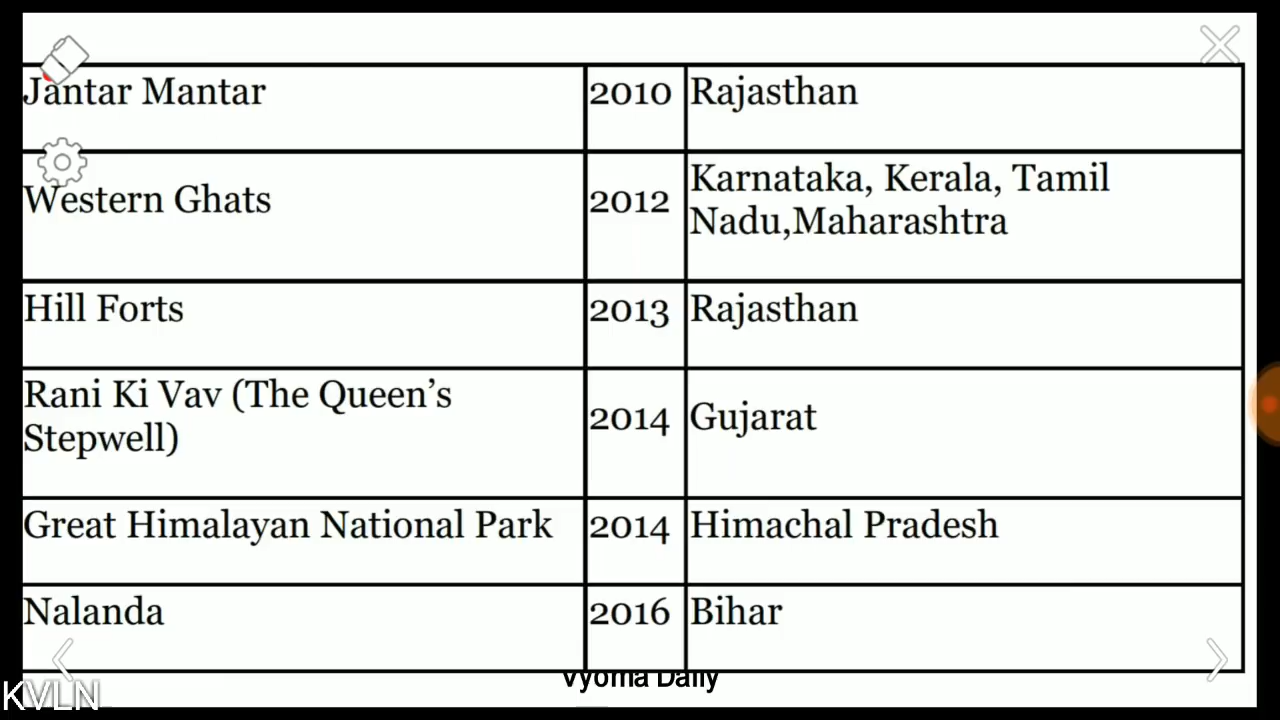 Jantar Mantar 2010 Rajasthan
Western Ghats 2012 Karnataka, Kerala, Tamil
Nadu,Maharashtra
Hill Forts 2013 Rajasthan
Rani Ki Vav (The Queen’s
Stepwell) 2014 Gujarat
Great Himalayan National Park 2014 Himachal Pradesh
Nalanda 2016 Bihar
Vyoma Daily
KVLN